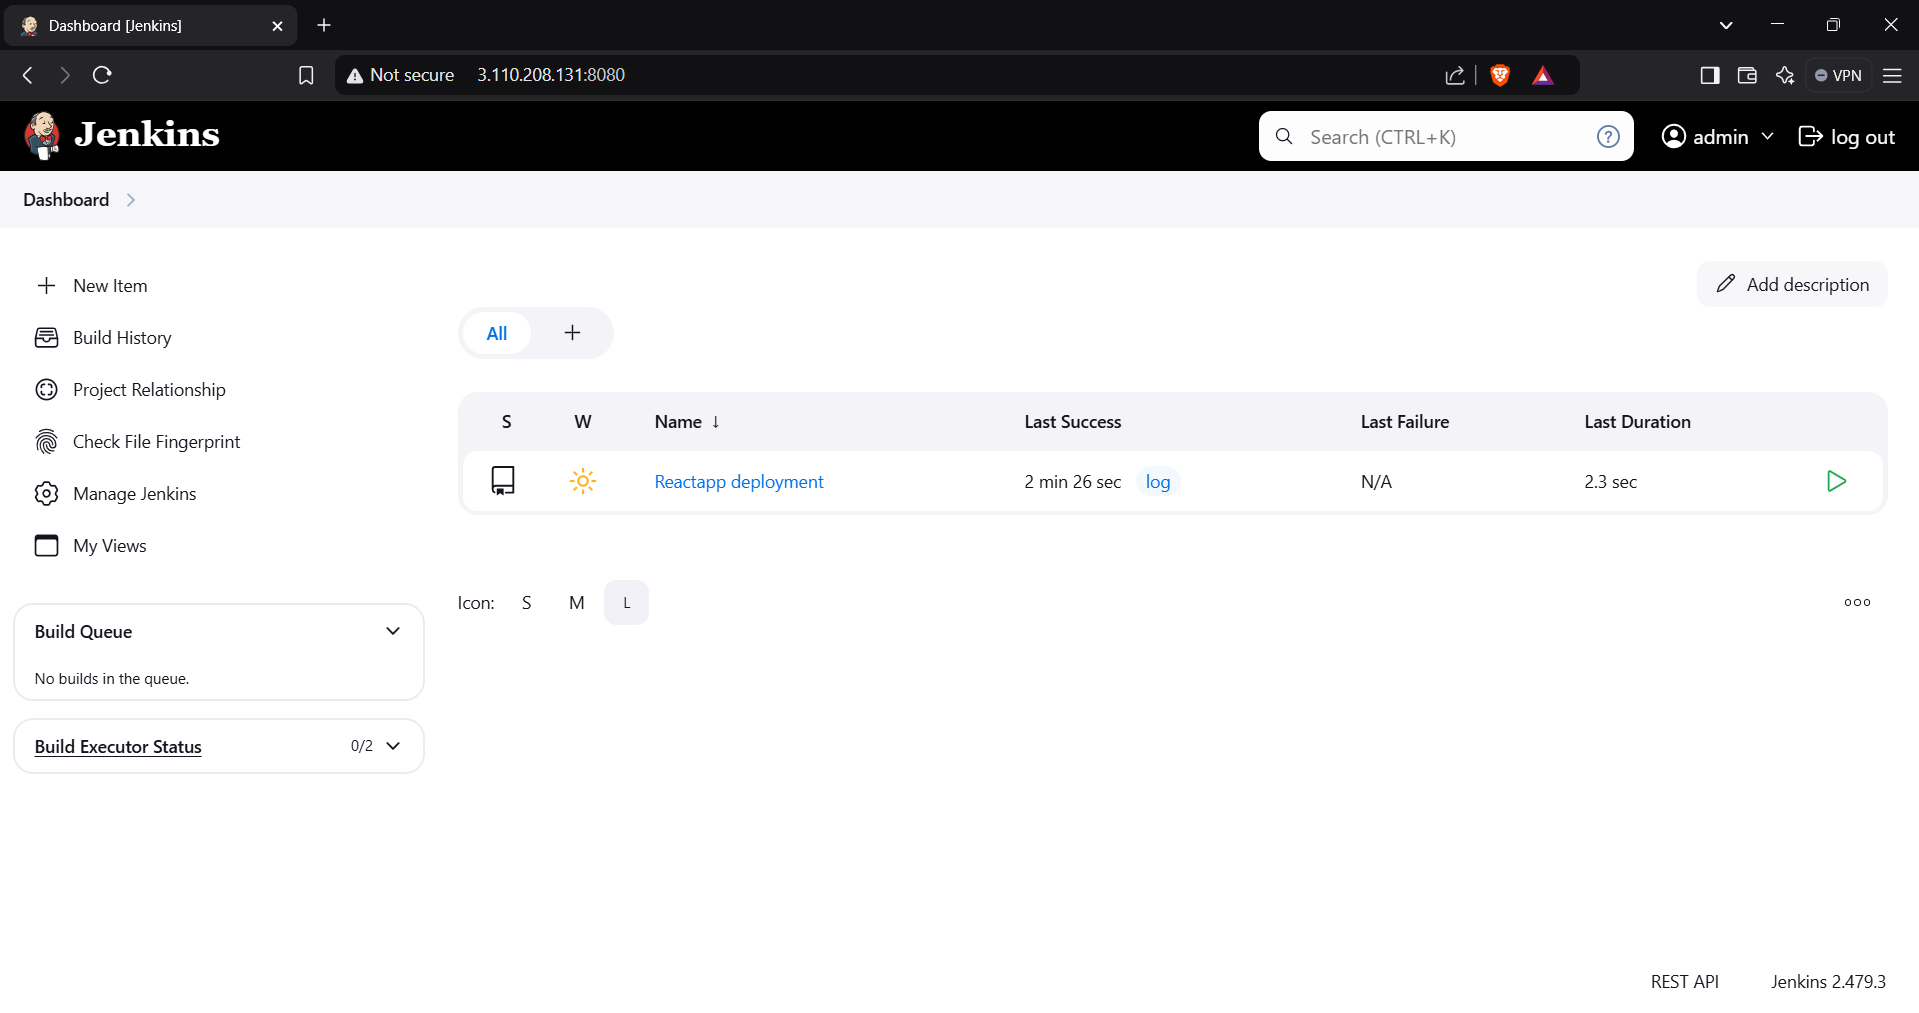 Dashboard [Jenkins]
Not secure 3.110.208.131:8080
VPN
Jenkins
Search (CTRL+K)
admin
log out
Dashboard
New Item
Build History
Project Relationship
Check File Fingerprint
Manage Jenkins
My Views
Build Queue
No builds in the queue.
Build Executor Status 0/2
Add description
All
S W Name ↓ Last Success Last Failure Last Duration
Reactapp deployment 2 min 26 sec log N/A 2.3 sec
Icon: S M L
REST API Jenkins 2.479.3